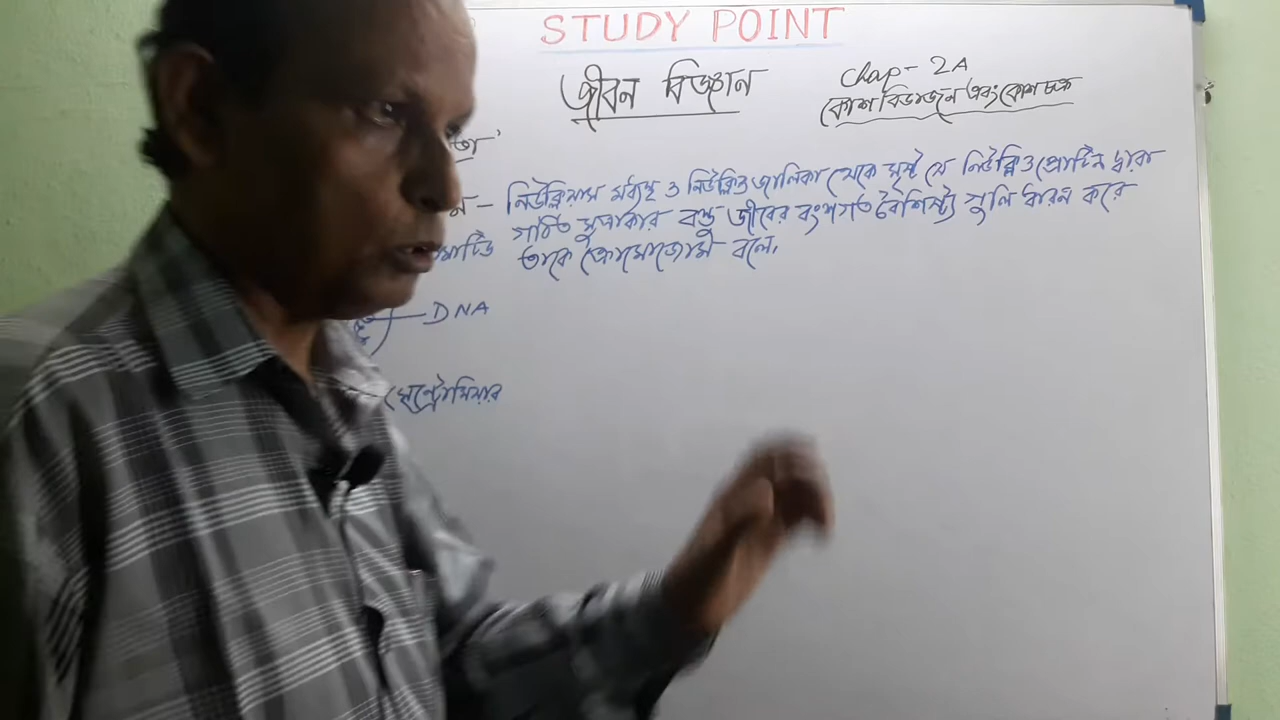 STUDY POINT
জীবন বিজ্ঞান
Chap- 2A
কোশ বিভাজন এবং কোশ চক্র
তা'
ন - নিউক্লিয়াস মধ্যস্থ ও নিউক্লিও জালিকা থেকে সৃষ্ট যে নিউক্লিওপ্রোটিন দ্বারা
গঠিত সুত্রাকার বস্তু জীবের বংশগত বৈশিষ্ট্য গুলি ধারন করে
তাকে ক্রোমোজোম বলে,
মাটিড
DNA
সেন্ট্রোমিয়ার